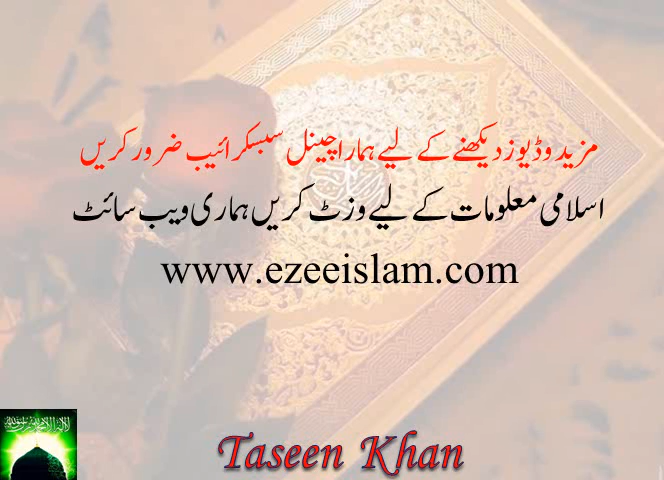 مزید وڈیوز دیکھنے کے لیے ہمارا چینل سبسکرائیب ضرور کریں
اسلامی معلومات کے لیے وزٹ کریں ہماری ویب سائٹ
www.ezeeislam.com
Taseen Khan